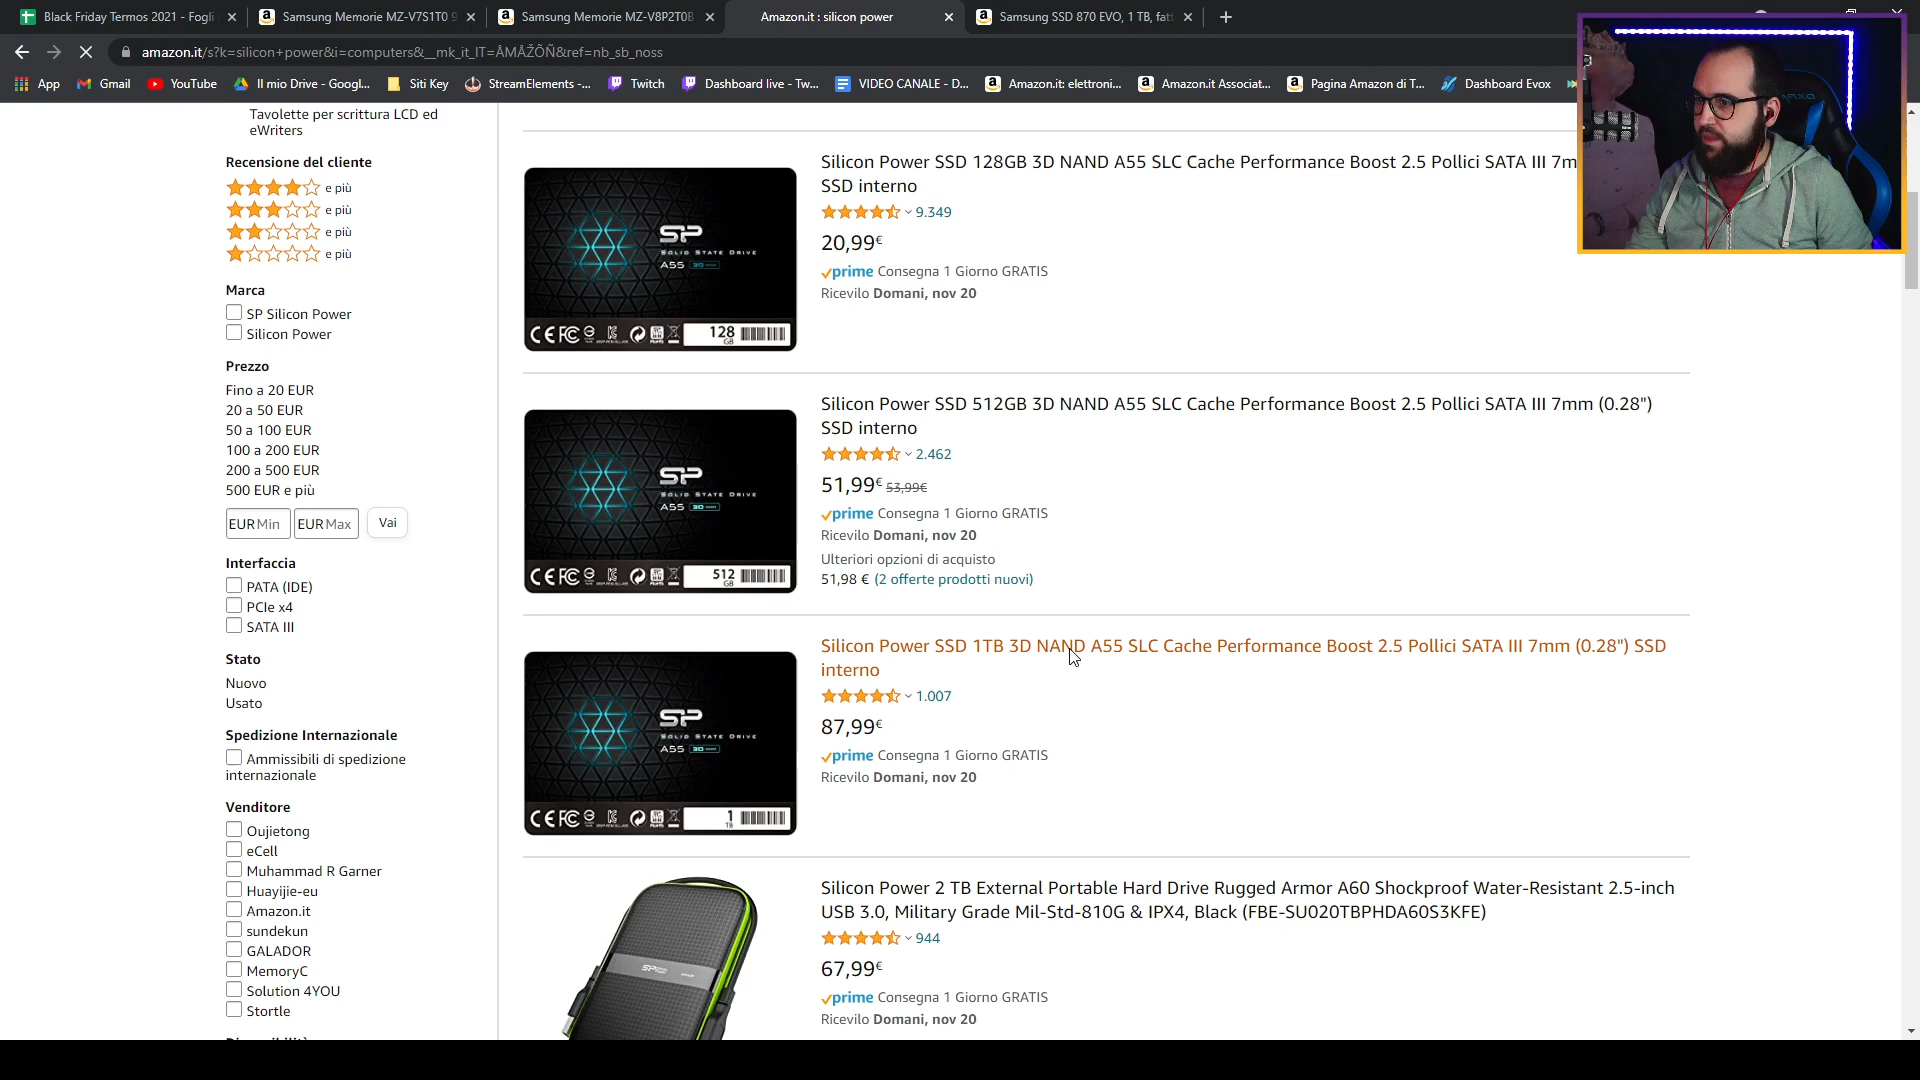 Black Friday Termos 2021 - Fogli
Samsung Memorie MZ-V7S1T0
Samsung Memorie MZ-V8P2T0B
Amazon.it : silicon power
Samsung SSD 870 EVO, 1 TB, fatt
amazon.it/s?k=silicon+power&i=computers&__mk_it_IT=ÅMÅŽÕÑ&ref=nb_sb_noss
App
Gmail
YouTube
Il mio Drive - Googl...
Siti Key
StreamElements -...
Twitch
Dashboard live - Tw...
VIDEO CANALE - D...
Amazon.it: elettroni...
Amazon.it Associat...
Pagina Amazon di T...
Dashboard Evox
Tavolette per scrittura LCD ed
eWriters
Recensione del cliente
e più
e più
e più
e più
Marca
SP Silicon Power
Silicon Power
Prezzo
Fino a 20 EUR
20 a 50 EUR
50 a 100 EUR
100 a 200 EUR
200 a 500 EUR
500 EUR e più
EUR Min EUR Max Vai
Interfaccia
PATA (IDE)
PCIe x4
SATA III
Stato
Nuovo
Usato
Spedizione Internazionale
Ammissibili di spedizione
internazionale
Venditore
Oujietong
eCell
Muhammad R Garner
Huayijie-eu
Amazon.it
sundekun
GALADOR
MemoryC
Solution 4YOU
Stortle
Silicon Power SSD 128GB 3D NAND A55 SLC Cache Performance Boost 2.5 Pollici SATA III 7m
SSD interno
9.349
20,99€
prime Consegna 1 Giorno GRATIS
Ricevilo Domani, nov 20
SP
SOLID STATE DRIVE
A55
128
GB
Silicon Power SSD 512GB 3D NAND A55 SLC Cache Performance Boost 2.5 Pollici SATA III 7mm (0.28")
SSD interno
2.462
51,99€ 53,99€
prime Consegna 1 Giorno GRATIS
Ricevilo Domani, nov 20
Ulteriori opzioni di acquisto
51,98 € (2 offerte prodotti nuovi)
SP
SOLID STATE DRIVE
A55
512
GB
Silicon Power SSD 1TB 3D NAND A55 SLC Cache Performance Boost 2.5 Pollici SATA III 7mm (0.28") SSD
interno
1.007
87,99€
prime Consegna 1 Giorno GRATIS
Ricevilo Domani, nov 20
SP
SOLID STATE DRIVE
A55
1
TB
Silicon Power 2 TB External Portable Hard Drive Rugged Armor A60 Shockproof Water-Resistant 2.5-inch
USB 3.0, Military Grade Mil-Std-810G & IPX4, Black (FBE-SU020TBPHDA60S3KFE)
944
67,99€
prime Consegna 1 Giorno GRATIS
Ricevilo Domani, nov 20